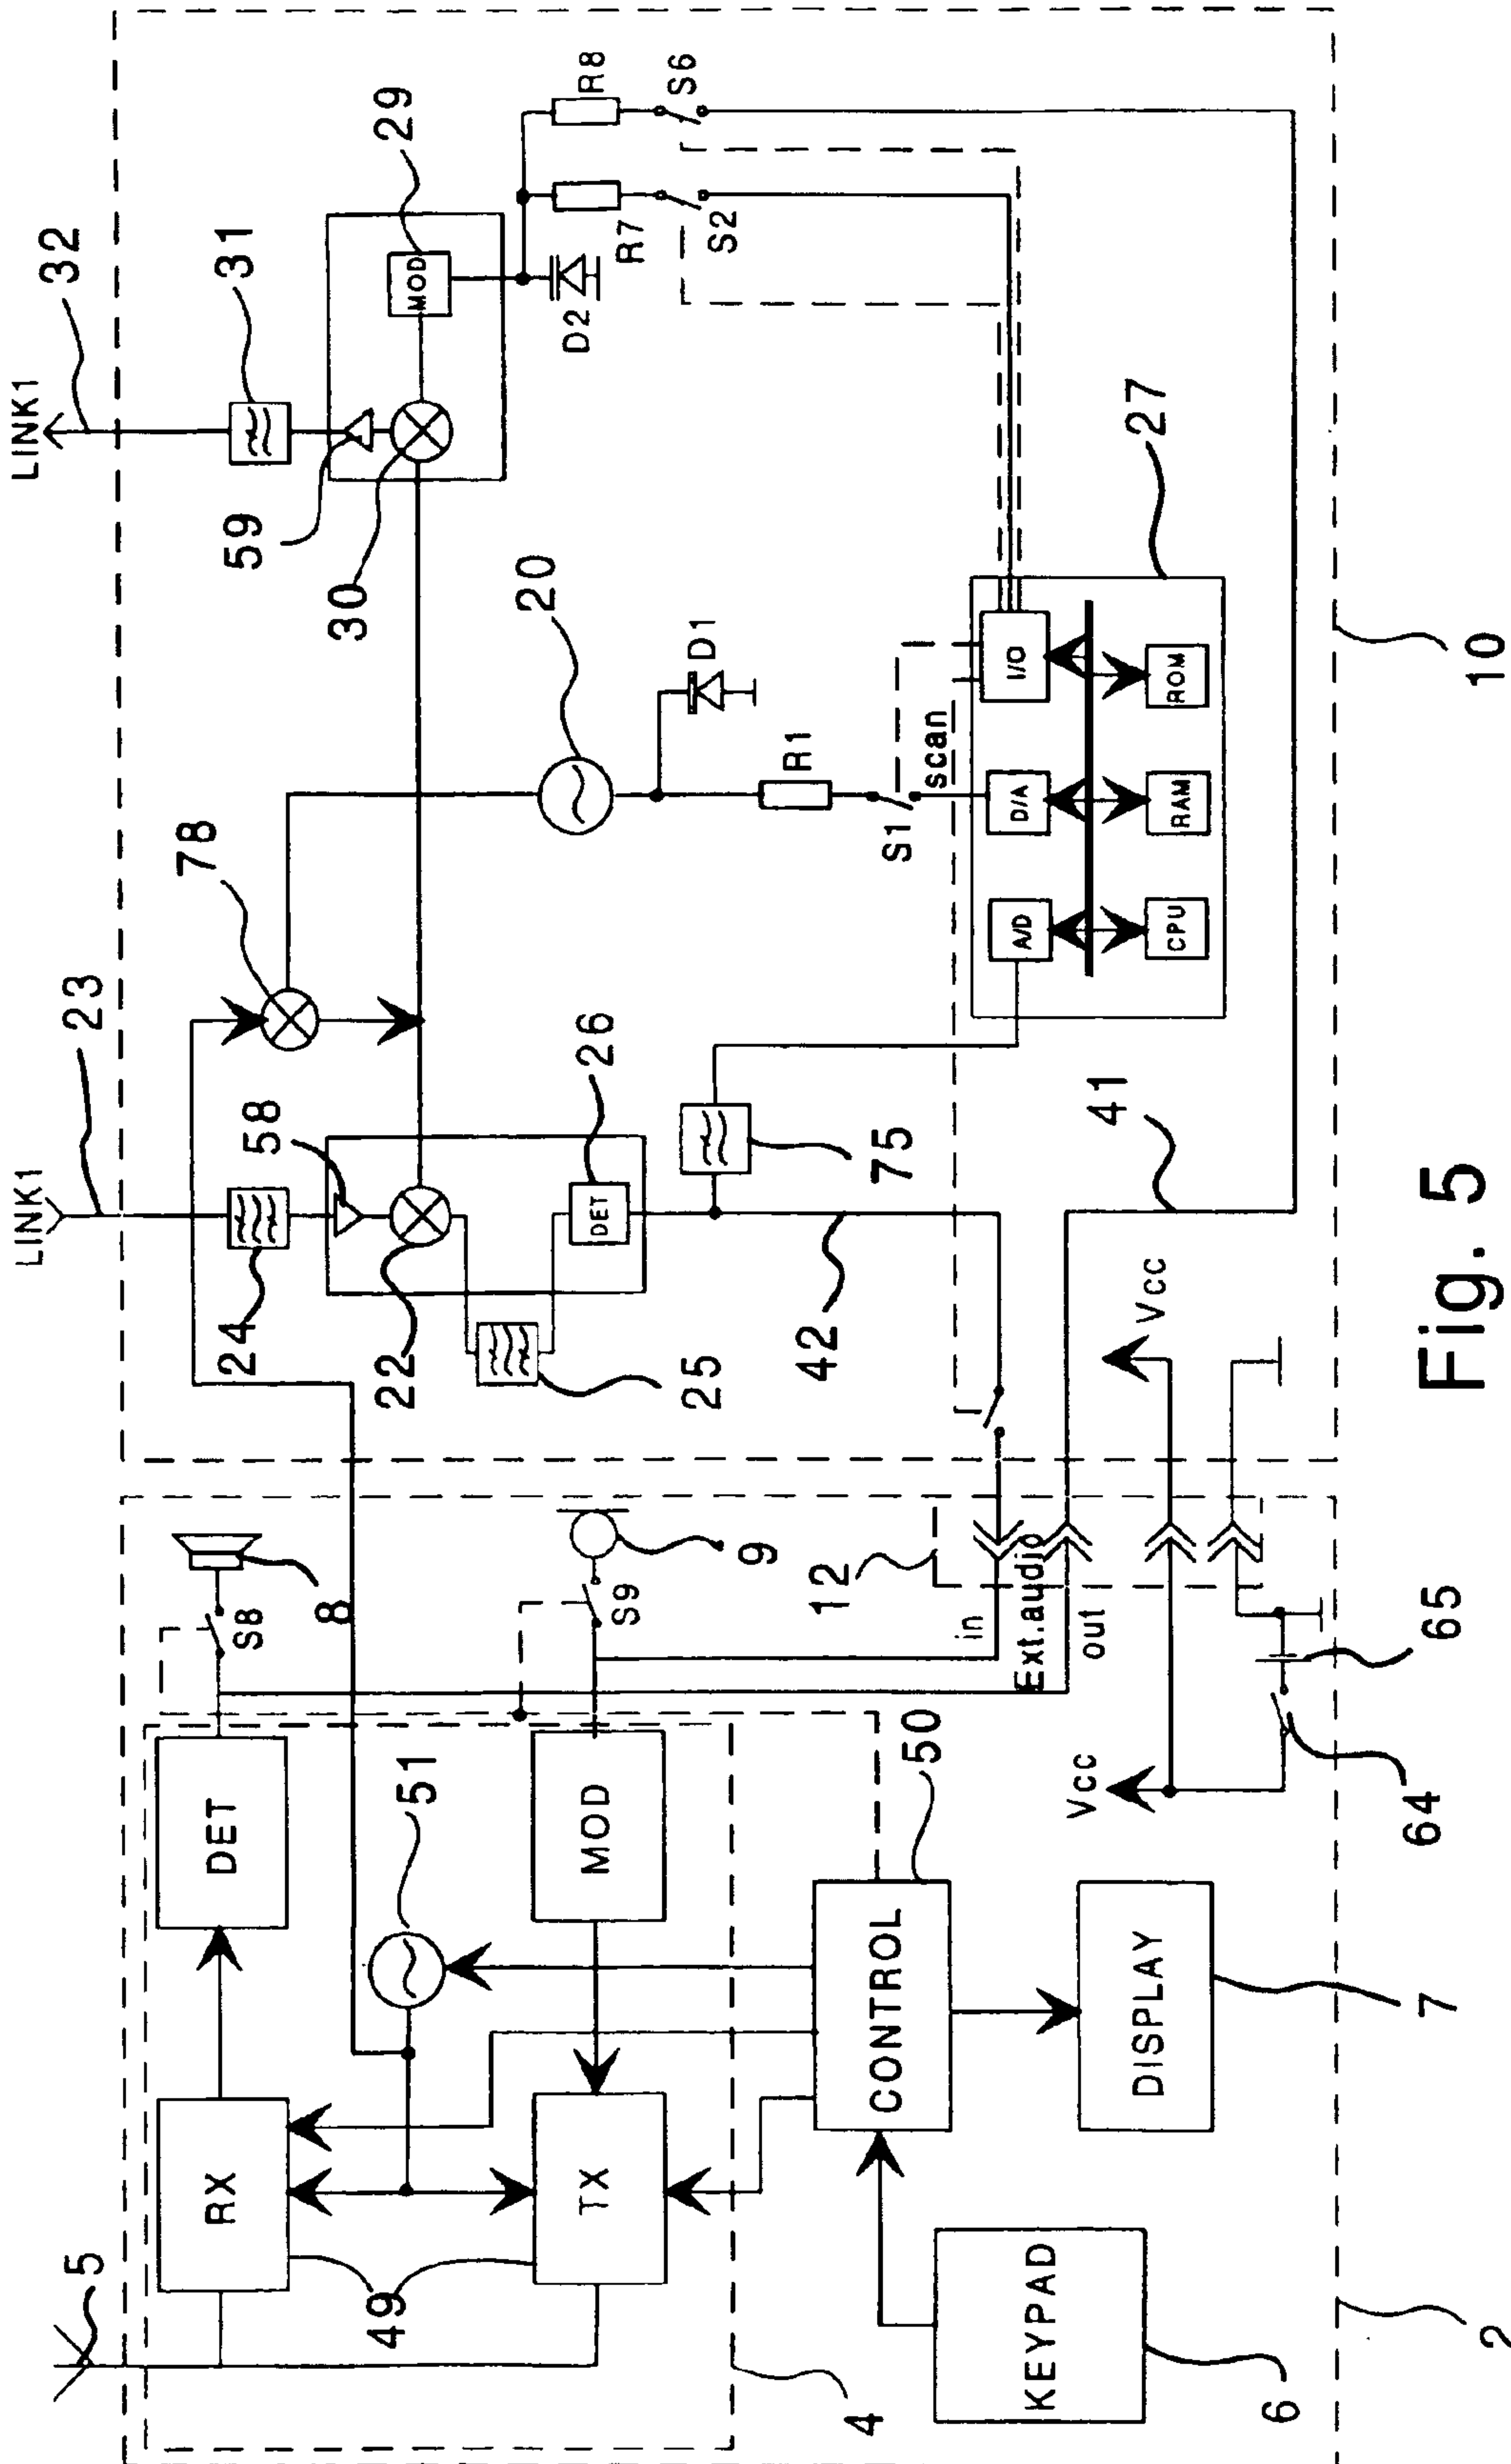 LINK1
23
78
LINK1
32
31
29
59
30
MOD
R8
S6
R7
S2
D2
24
58
22
26
DET
25
20
D1
R1
S1
scan
75
42
A/D
D/A
I/O
CPU
RAM
ROM
27
41
10
Vcc
5
RX
DET
S8
8
51
49
TX
MOD
S9
9
4
12
in
Ext.audio
out
CONTROL
50
Vcc
65
64
KEYPAD
6
DISPLAY
7
2
Fig. 5